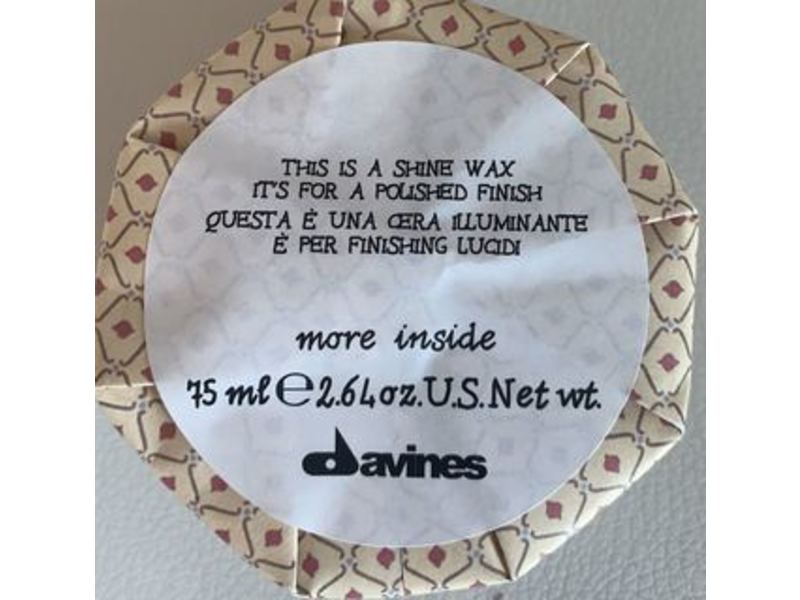 THIS IS A SHINE WAX
IT'S FOR A POLISHED FINISH
QUESTA È UNA CERA ILLUMINANTE
È PER FINISHING LUCIDI
more inside
75 ml ℮ 2.64 oz. U.S. Net wt.
davines